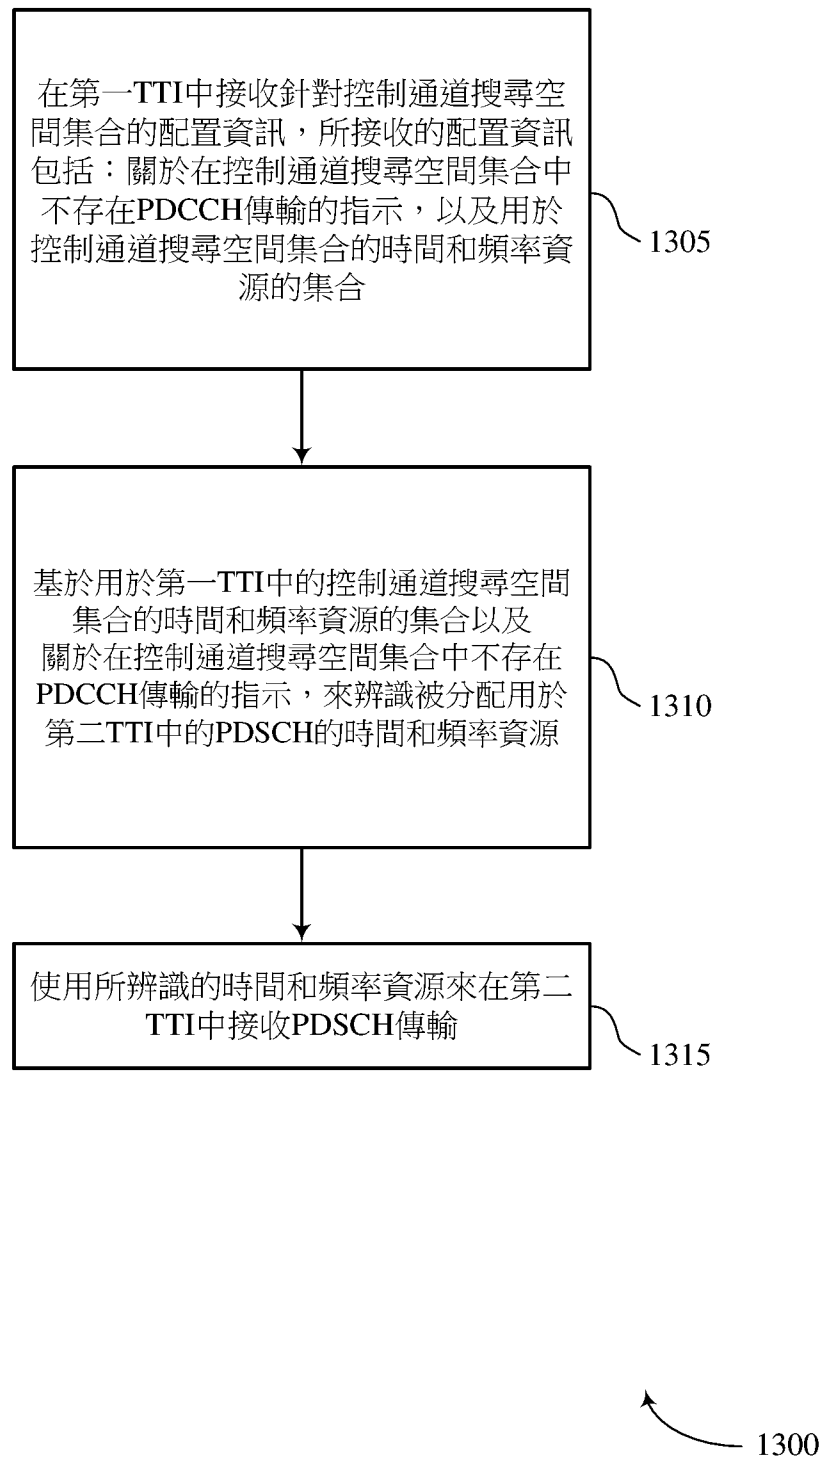 在第一TTI中接收針對控制通道搜尋空
間集合的配置資訊，所接收的配置資訊
包括：關於在控制通道搜尋空間集合中
不存在PDCCH傳輸的指示，以及用於
控制通道搜尋空間集合的時間和頻率資
源的集合
1305
基於用於第一TTI中的控制通道搜尋空間
集合的時間和頻率資源的集合以及
關於在控制通道搜尋空間集合中不存在
PDCCH傳輸的指示，來辨識被分配用於
第二TTI中的PDSCH的時間和頻率資源
1310
使用所辨識的時間和頻率資源來在第二
TTI中接收PDSCH傳輸
1315
1300